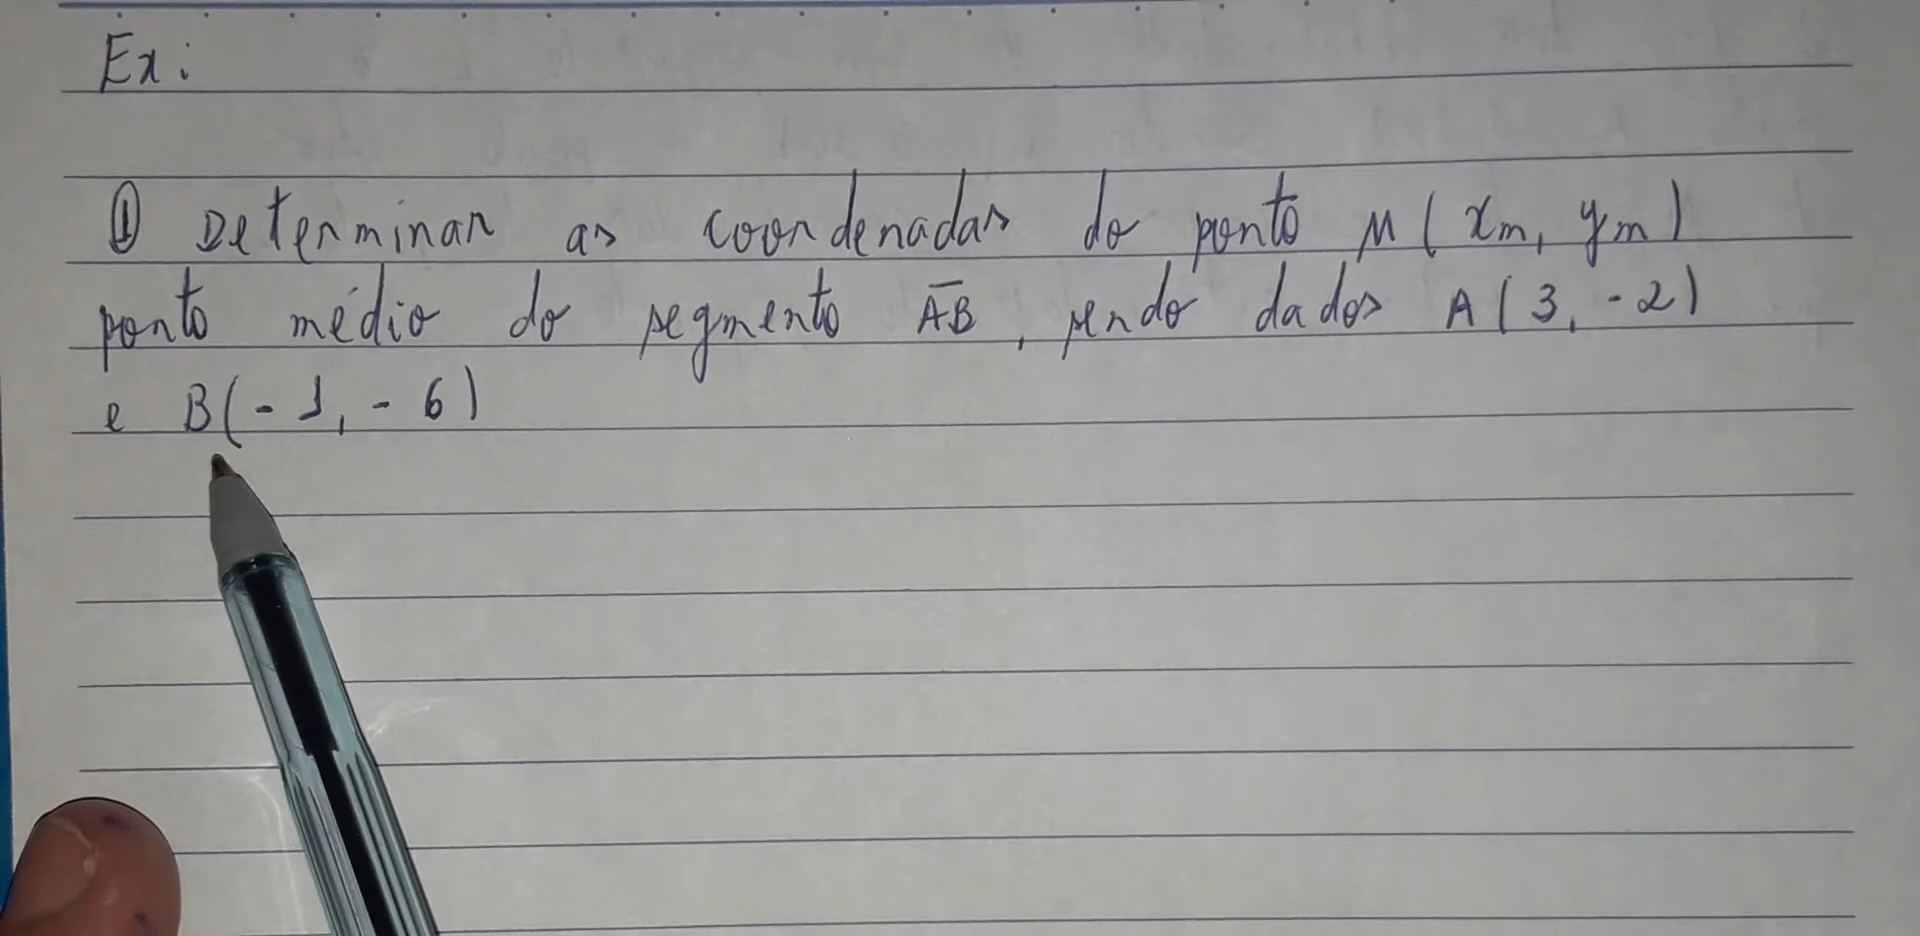 Ex:
① Determinar as coordenadas do ponto M(xm, ym)
ponto médio do segmento A̅B̅, sendo dados A(3, -2)
e B(-1, -6)